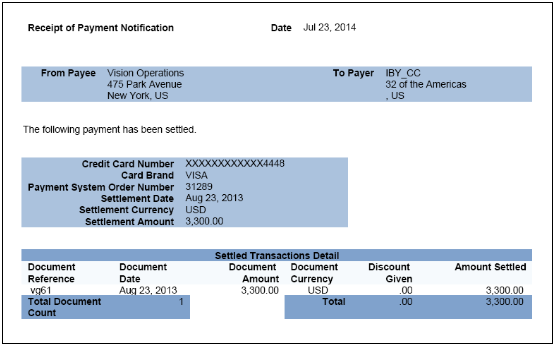 Receipt of Payment Notification Date Jul 23, 2014
From Payee Vision Operations To Payer IBY_CC
475 Park Avenue 32 of the Americas
New York, US , US
The following payment has been settled.
Credit Card Number XXXXXXXXXXXX4448
Card Brand VISA
Payment System Order Number 31289
Settlement Date Aug 23, 2013
Settlement Currency USD
Settlement Amount 3,300.00
Settled Transactions Detail
Document Document Document Document Discount Amount Settled
Reference Date Amount Currency Given
vg61 Aug 23, 2013 3,300.00 USD .00 3,300.00
Total Document 1 Total .00 3,300.00
Count